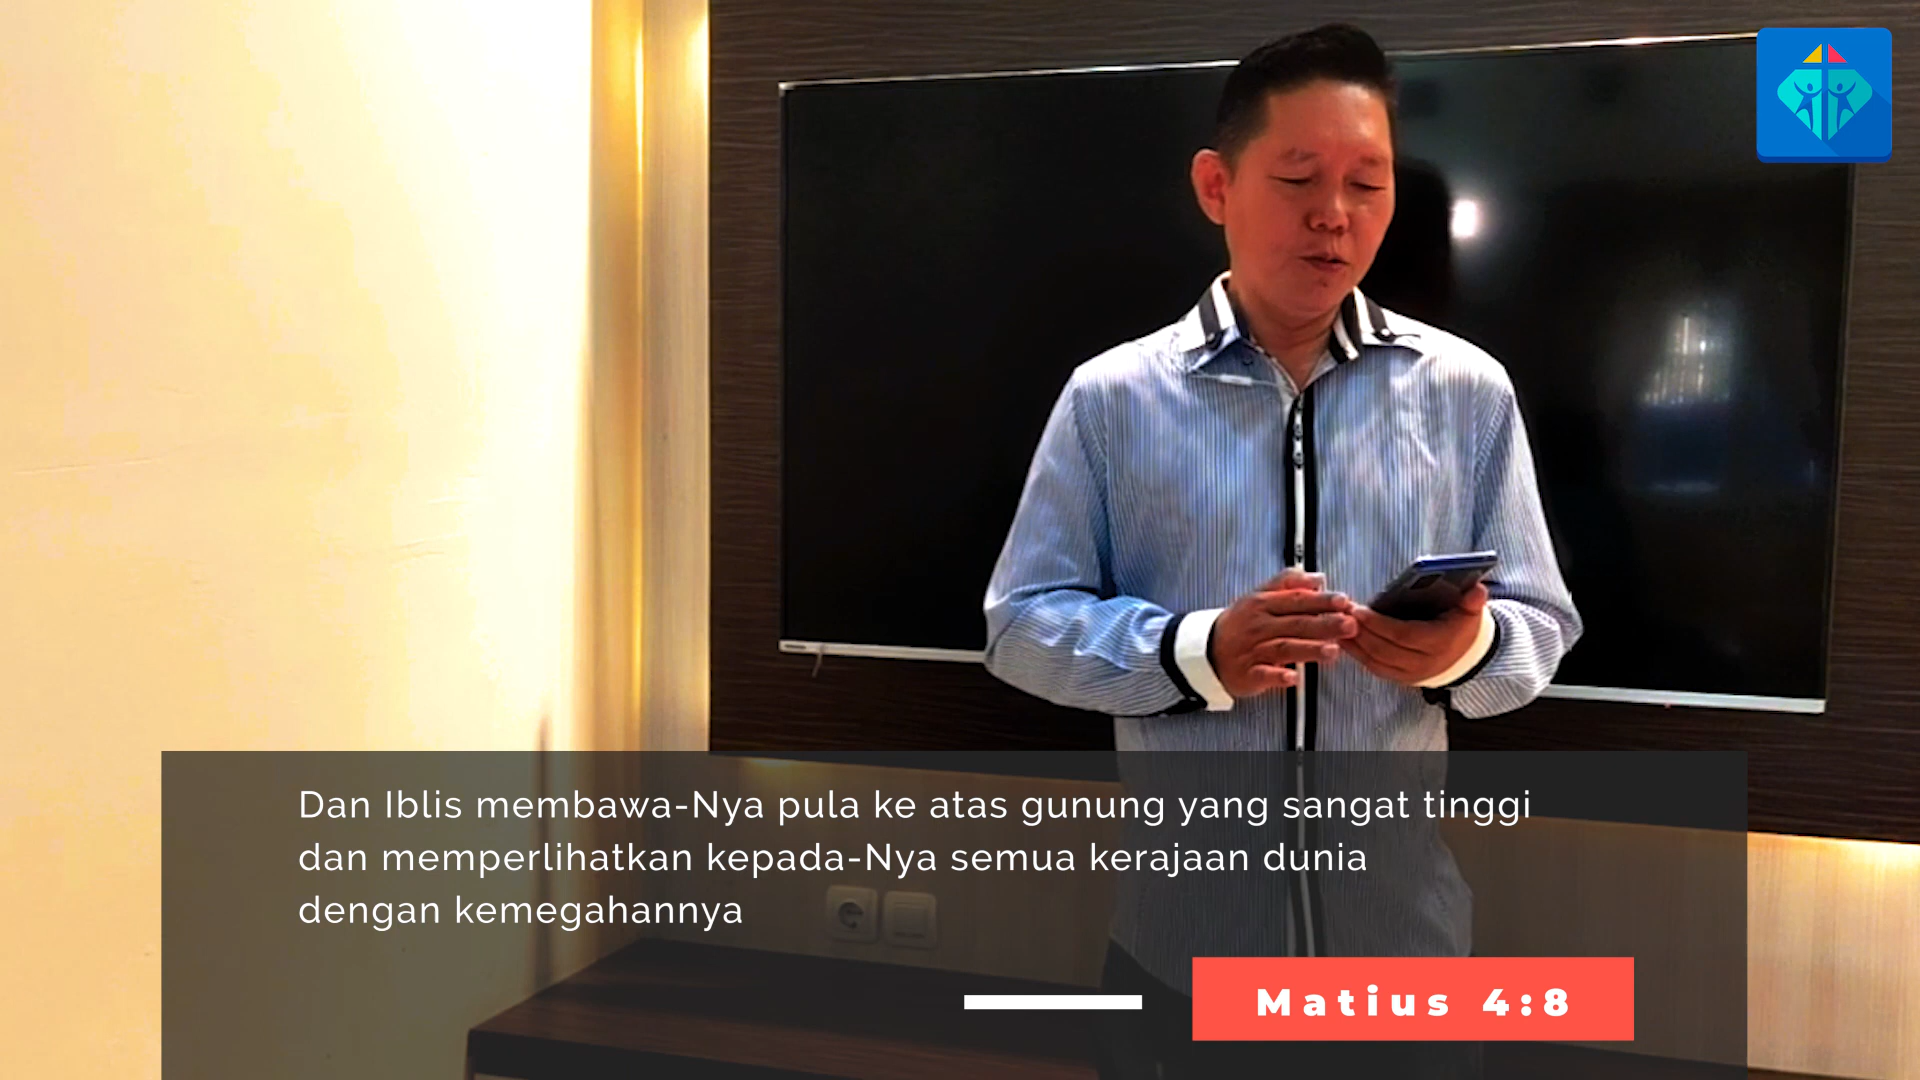 Dan Iblis membawa-Nya pula ke atas gunung yang sangat tinggi
dan memperlihatkan kepada-Nya semua kerajaan dunia
dengan kemegahannya
Matius 4:8